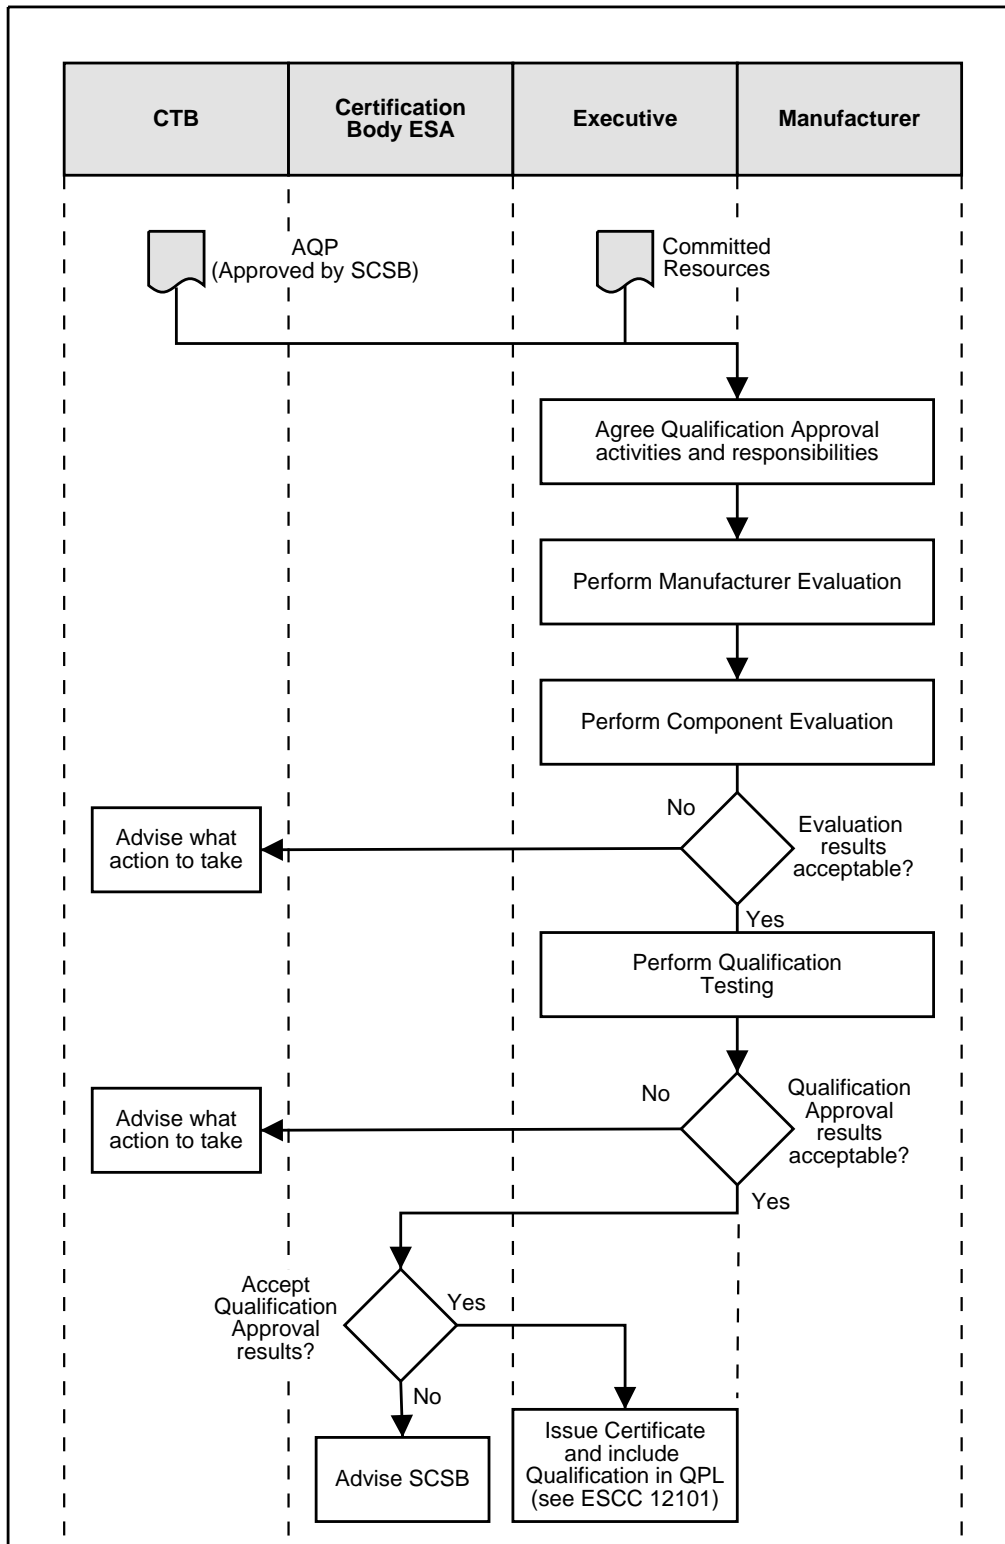 CTB
Certification
Body ESA
Executive
Manufacturer
AQP
(Approved by SCSB)
Committed
Resources
Agree Qualification Approval
activities and responsibilities
Perform Manufacturer Evaluation
Perform Component Evaluation
No
Evaluation
results
acceptable?
Advise what
action to take
Yes
Perform Qualification
Testing
No
Qualification
Approval
results
acceptable?
Advise what
action to take
Yes
Accept
Qualification
Approval
results?
Yes
No
Advise SCSB
Issue Certificate
and include
Qualification in QPL
(see ESCC 12101)